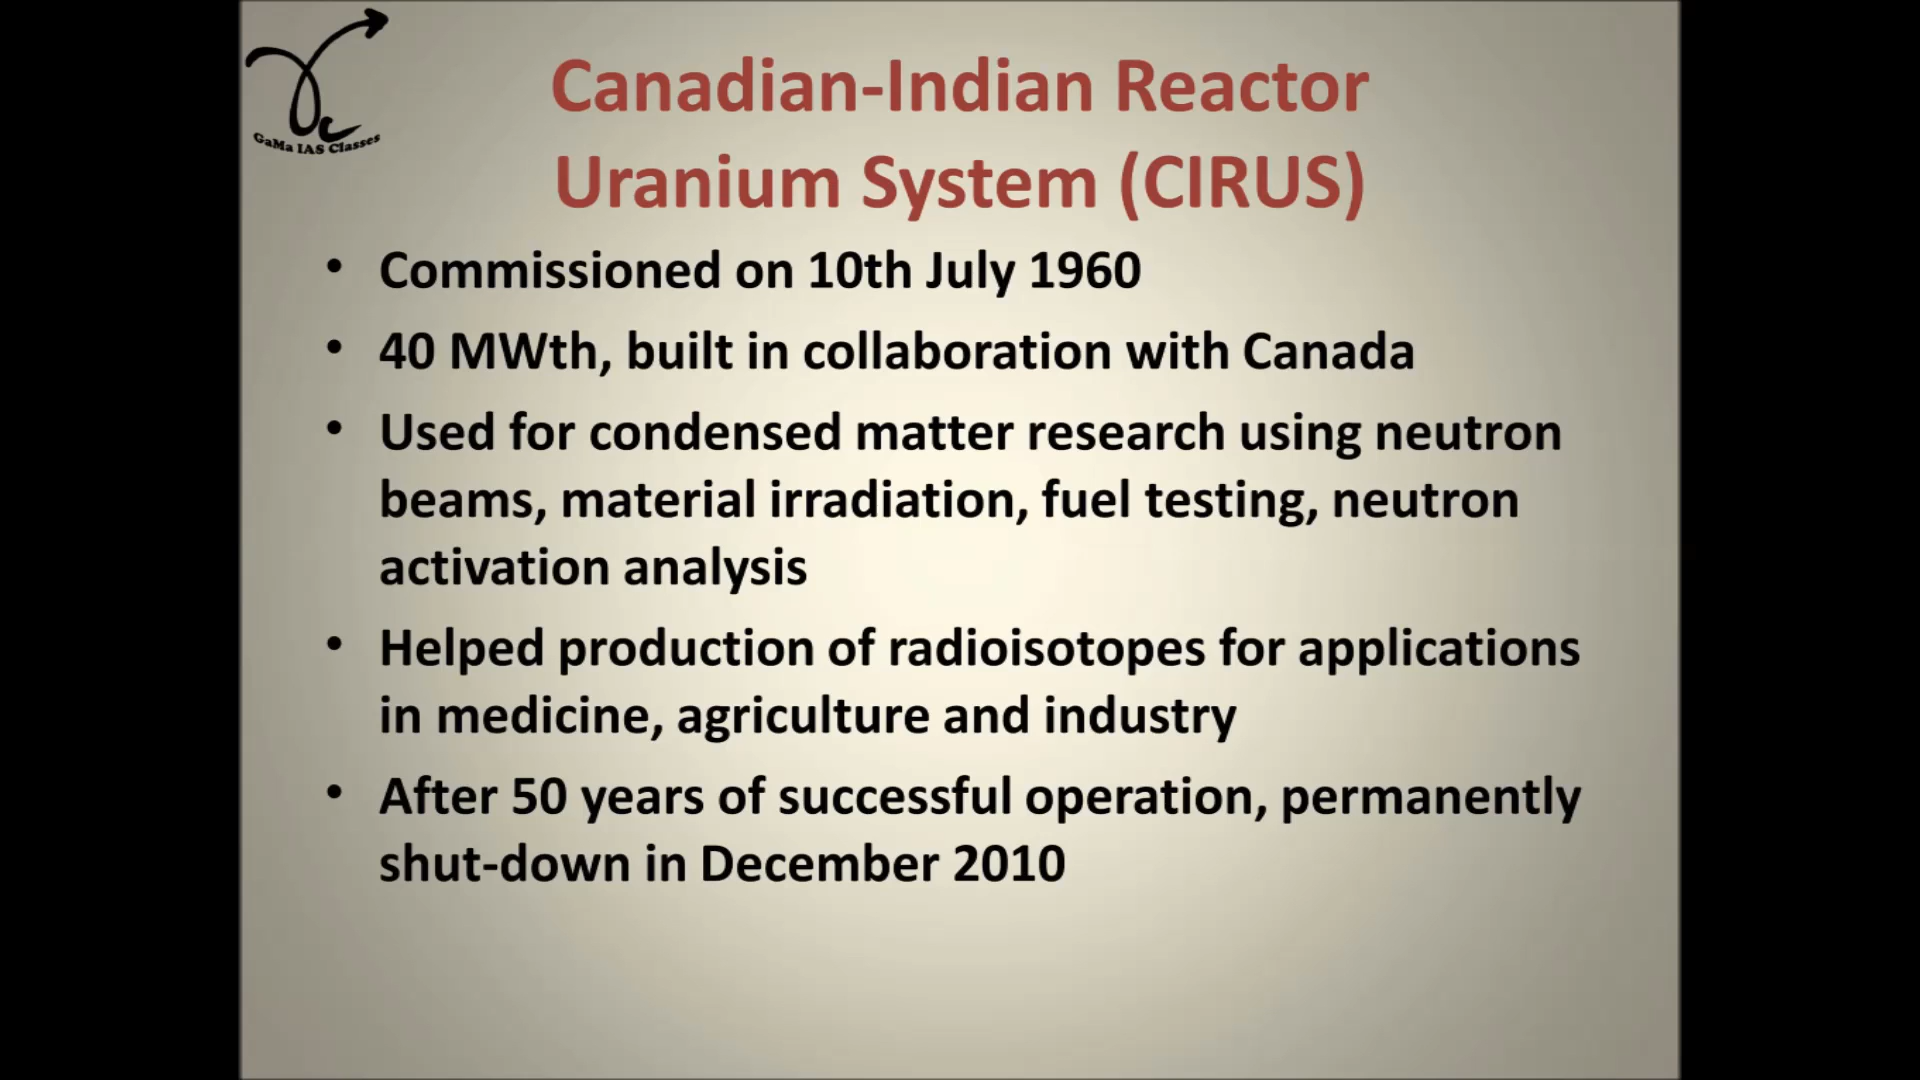 GaMa IAS Classes
Canadian-Indian Reactor
Uranium System (CIRUS)
• Commissioned on 10th July 1960
• 40 MWth, built in collaboration with Canada
• Used for condensed matter research using neutron
beams, material irradiation, fuel testing, neutron
activation analysis
• Helped production of radioisotopes for applications
in medicine, agriculture and industry
• After 50 years of successful operation, permanently
shut-down in December 2010